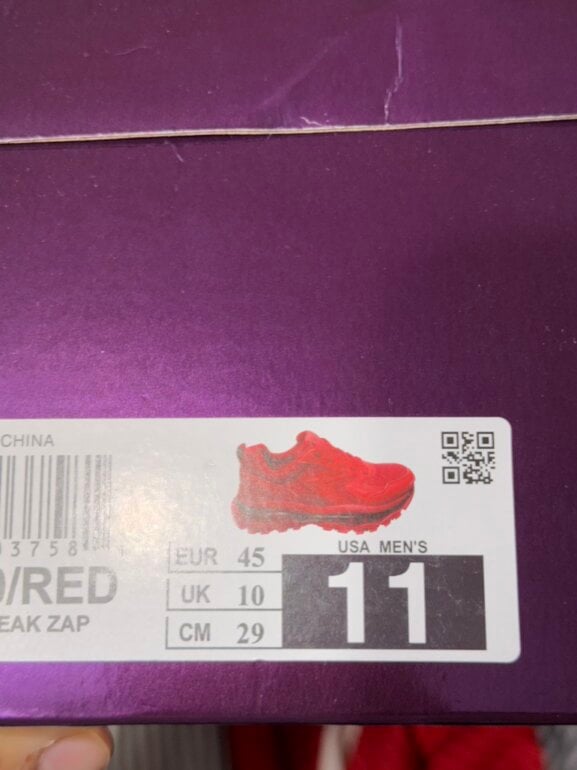 CHINA
03758
/RED
EAK ZAP
EUR 45
UK 10
CM 29
USA MEN'S
11